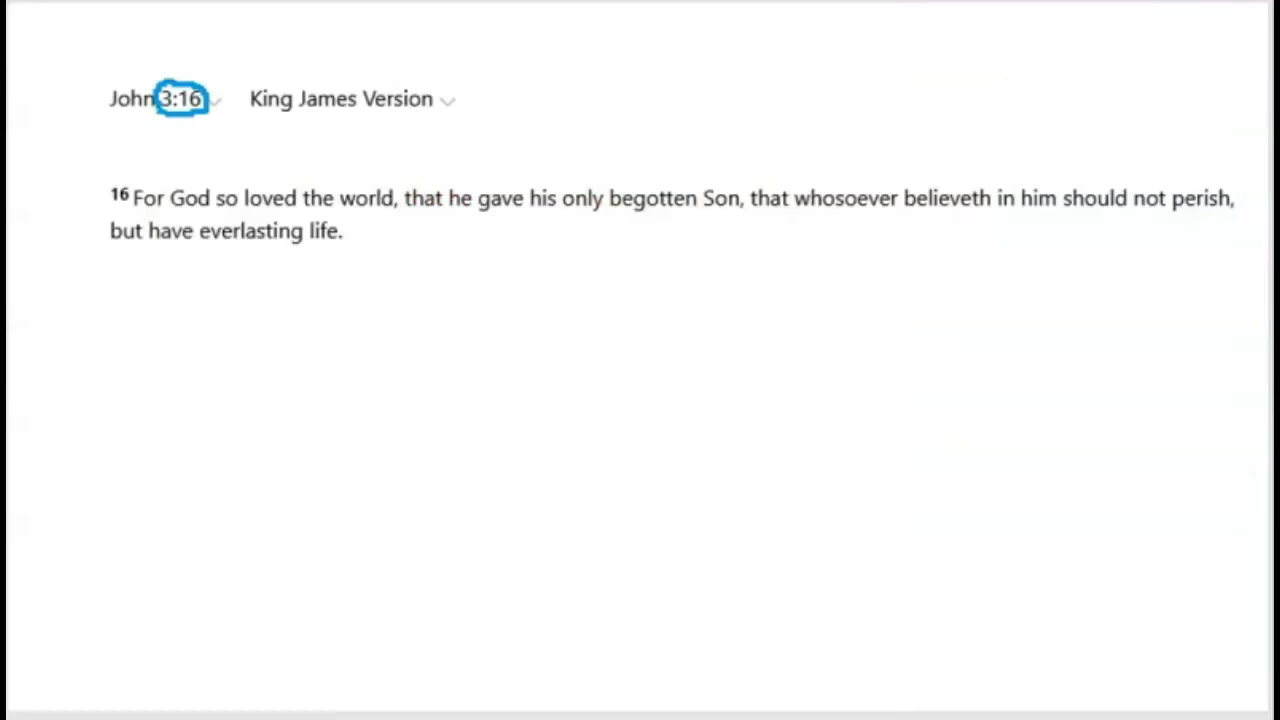 John 3:16 King James Version
16 For God so loved the world, that he gave his only begotten Son, that whosoever believeth in him should not perish,
but have everlasting life.